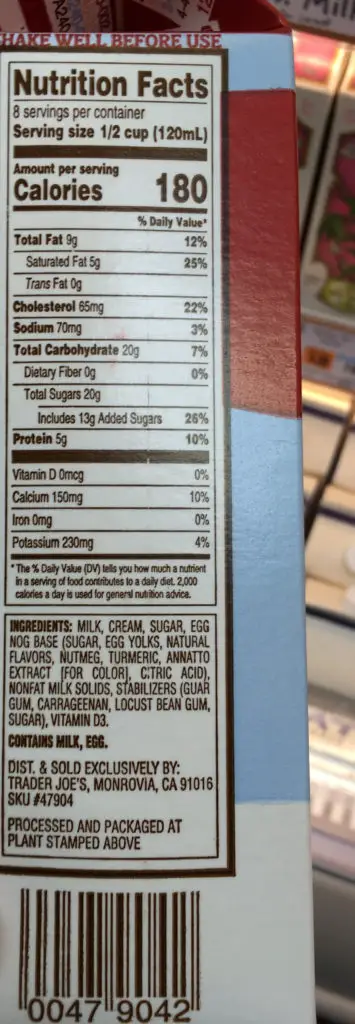 SHAKE WELL BEFORE USE
Nutrition Facts
8 servings per container
Serving size 1/2 cup (120mL)
Amount per serving
Calories 180
% Daily Value*
Total Fat 9g 12%
Saturated Fat 5g 25%
Trans Fat 0g
Cholesterol 65mg 22%
Sodium 70mg 3%
Total Carbohydrate 20g 7%
Dietary Fiber 0g 0%
Total Sugars 20g
Includes 13g Added Sugars 26%
Protein 5g 10%
Vitamin D 0mcg 0%
Calcium 150mg 10%
Iron 0mg 0%
Potassium 230mg 4%
*The % Daily Value (DV) tells you how much a nutrient
in a serving of food contributes to a daily diet. 2,000
calories a day is used for general nutrition advice.
INGREDIENTS: MILK, CREAM, SUGAR, EGG
NOG BASE (SUGAR, EGG YOLKS, NATURAL
FLAVORS, NUTMEG, TURMERIC, ANNATTO
EXTRACT [FOR COLOR], CITRIC ACID),
NONFAT MILK SOLIDS, STABILIZERS (GUAR
GUM, CARRAGEENAN, LOCUST BEAN GUM,
SUGAR), VITAMIN D3.
CONTAINS MILK, EGG.
DIST. & SOLD EXCLUSIVELY BY:
TRADER JOE'S, MONROVIA, CA 91016
SKU #47904
PROCESSED AND PACKAGED AT
PLANT STAMPED ABOVE
0047 9042